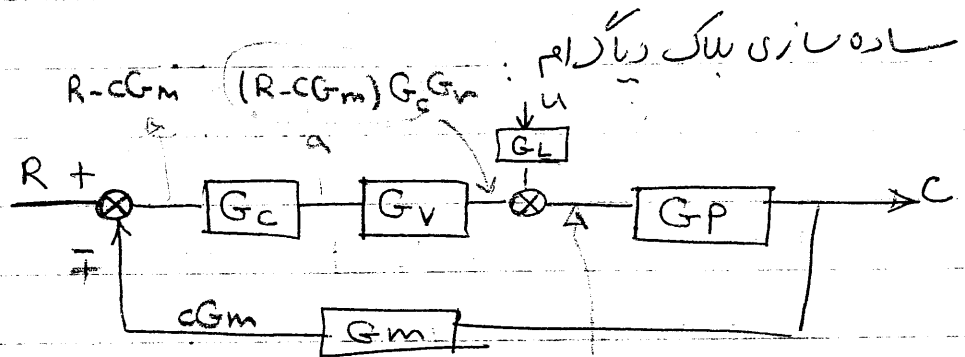 ساده سازی بلاک دیاگرام :
R-cGm (R-CGm) GcGv u
GL
R + Gc Gv GP C
∓
cGm Gm